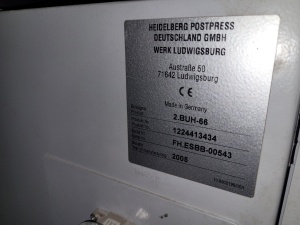 HEIDELBERG POSTPRESS
DEUTSCHLAND GMBH
WERK LUDWIGSBURG
Austraße 50
71642 Ludwigsburg
CE
Made in Germany
2.BUH-66
1224413434
FH.ESBB-00543
2005